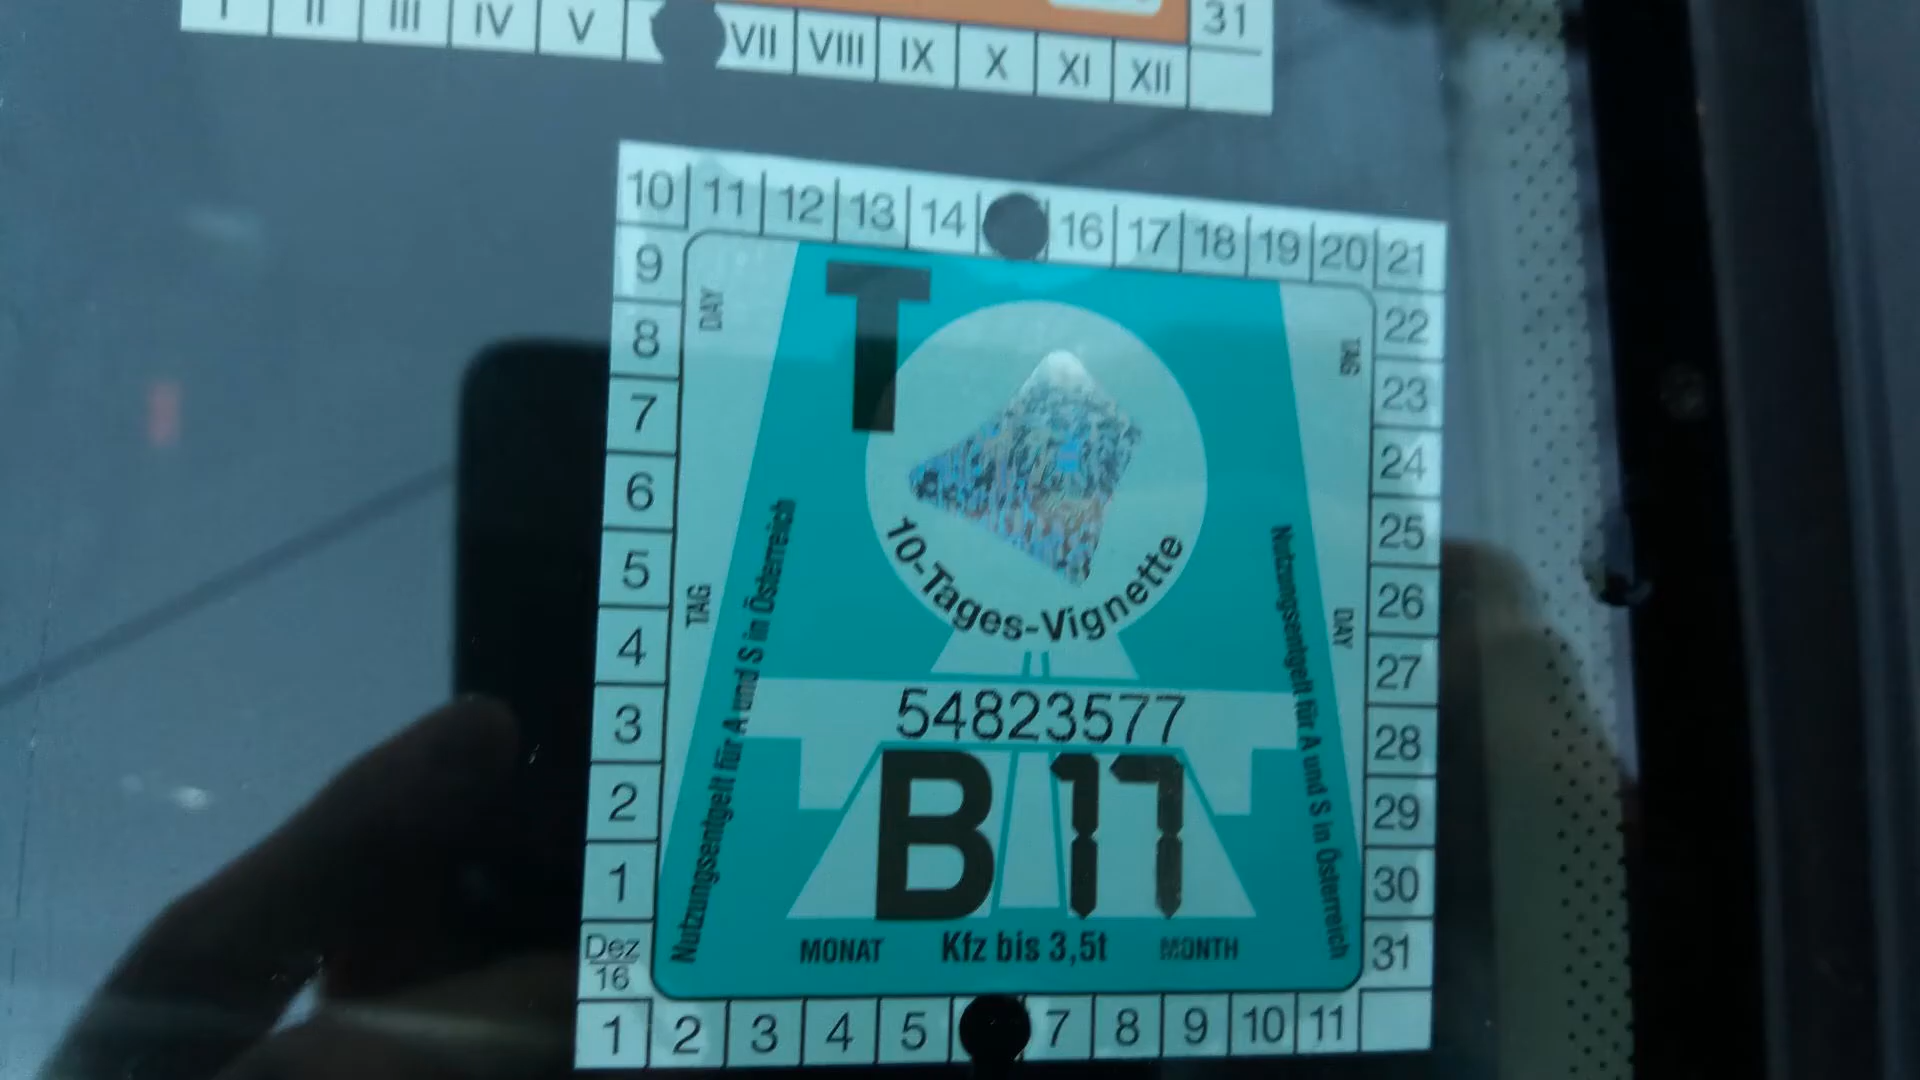 I II III IV V VII VIII IX X XI XII
31
10 11 12 13 14 16 17 18 19 20 21
9
8
7
6
5
4
3
2
1
Dez
16
DAY
TAG
Nutzungsentgelt für A und S in Österreich
T
10-Tages-Vignette
54823577
B 17
MONAT Kfz bis 3,5t MONTH
TAG
DAY
Nutzungsentgelt für A und S in Österreich
22
23
24
25
26
27
28
29
30
31
1 2 3 4 5 7 8 9 10 11